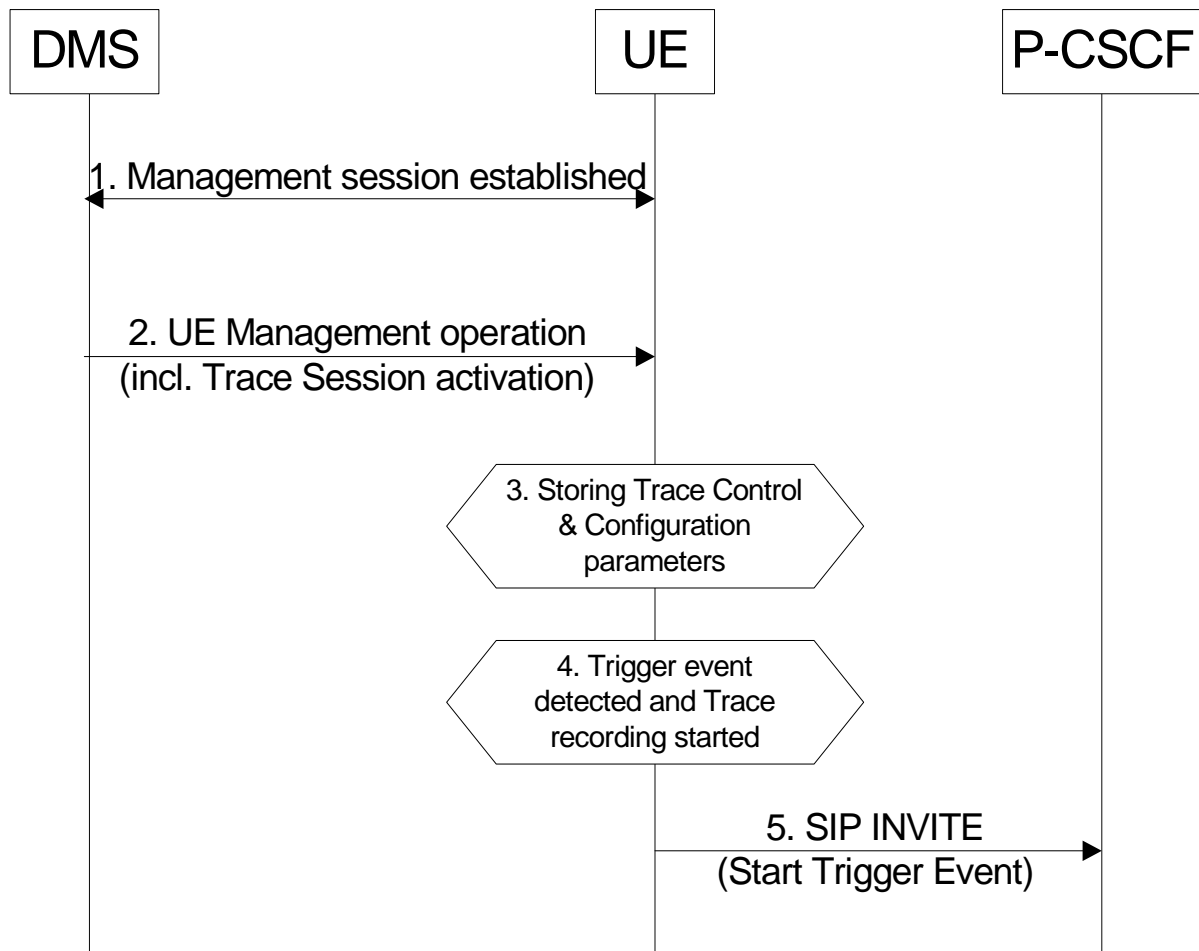 DMS
UE
P-CSCF
1. Management session established
2. UE Management operation
(incl. Trace Session activation)
3. Storing Trace Control
& Configuration
parameters
4. Trigger event
detected and Trace
recording started
5. SIP INVITE
(Start Trigger Event)